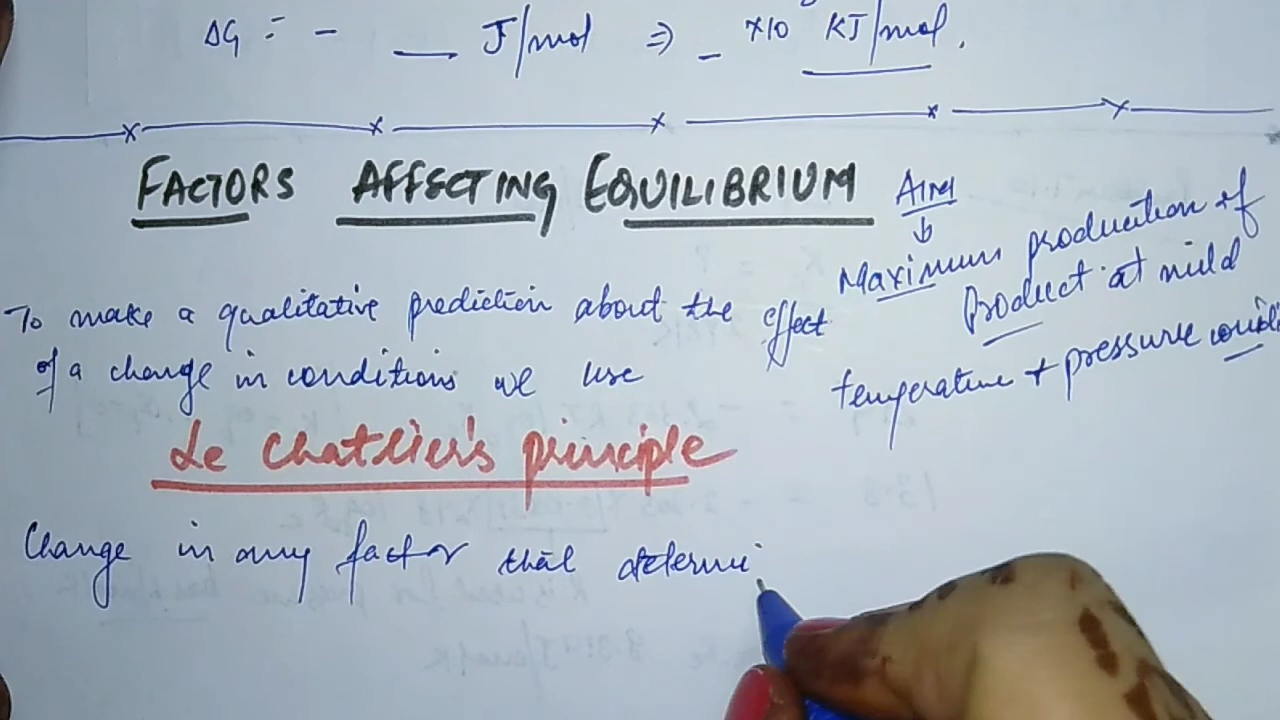 ΔG = - __ J/mol ⇒ _ ×10 KJ/mol.
FACTORS AFFECTING EQUILIBRIUM
AIM
↓
Maximum production of
Product at mild
temperature + pressure
To make a qualitative prediction about the effect
of a change in conditions we use
Le Chatlier's principle
Change in any factor that determi